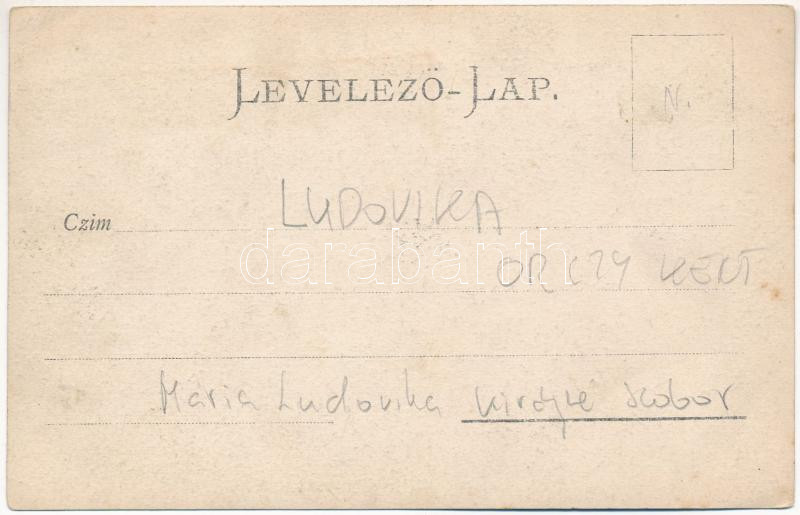 LEVELEZŐ-LAP.
N.
LUDOVIKA
Czim
darabanth
ORCZY KERT
Mária Ludovika Királyné szobor